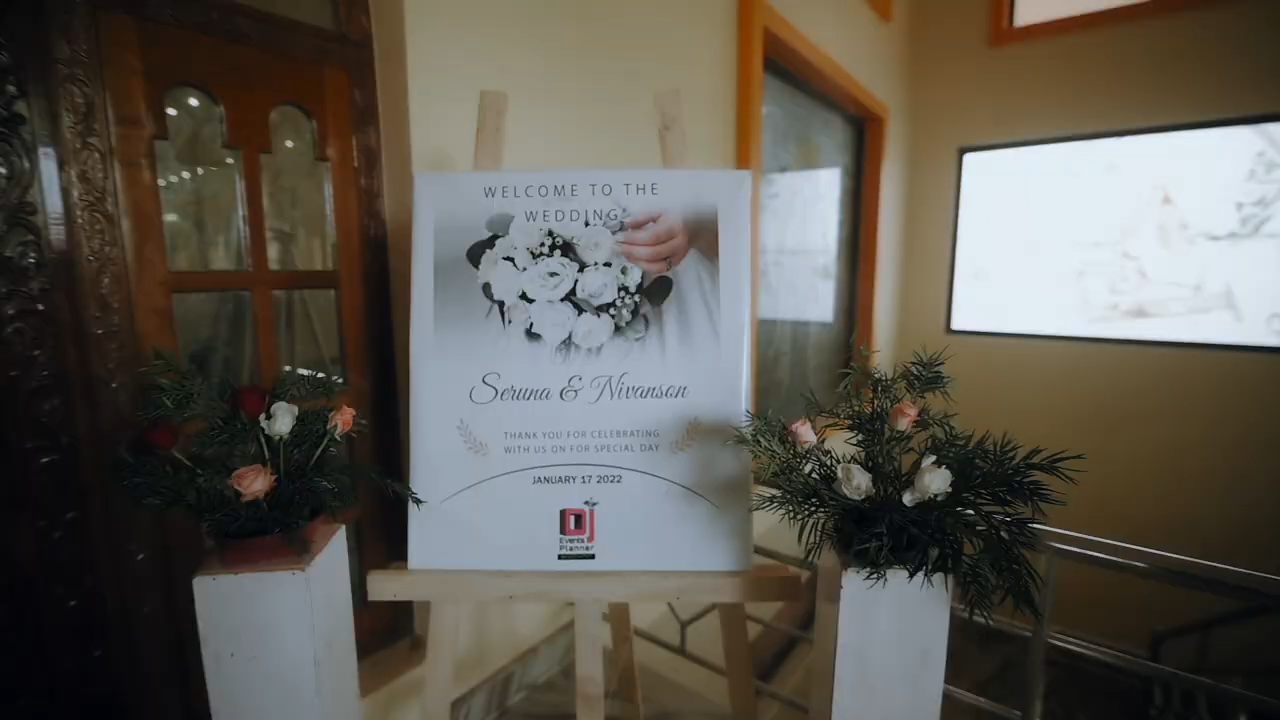 WELCOME TO THE
WEDDING
Seruna & Nivanson
THANK YOU FOR CELEBRATING
WITH US ON FOR SPECIAL DAY
JANUARY 17 2022
DJ
Events
Planner